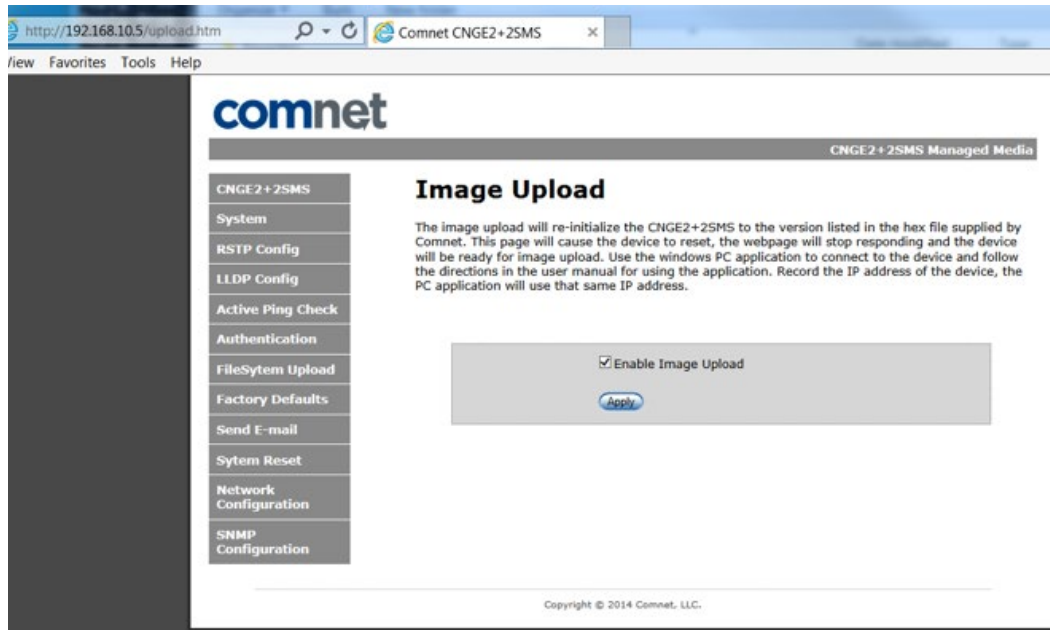 http://192.168.10.5/upload.htm
Comnet CNGE2+2SMS
Favorites Tools Help
comnet
CNGE2+2SMS Managed Media
CNGE2+2SMS
System
RSTP Config
LLDP Config
Active Ping Check
Authentication
FileSytem Upload
Factory Defaults
Send E-mail
Sytem Reset
Network
Configuration
SNMP
Configuration
Image Upload
The image upload will re-initialize the CNGE2+2SMS to the version listed in the hex file supplied by
Comnet. This page will cause the device to reset, the webpage will stop responding and the device
will be ready for image upload. Use the windows PC application to connect to the device and follow
the directions in the user manual for using the application. Record the IP address of the device, the
PC application will use that same IP address.
Enable Image Upload
Apply
Copyright © 2014 Comnet, LLC.